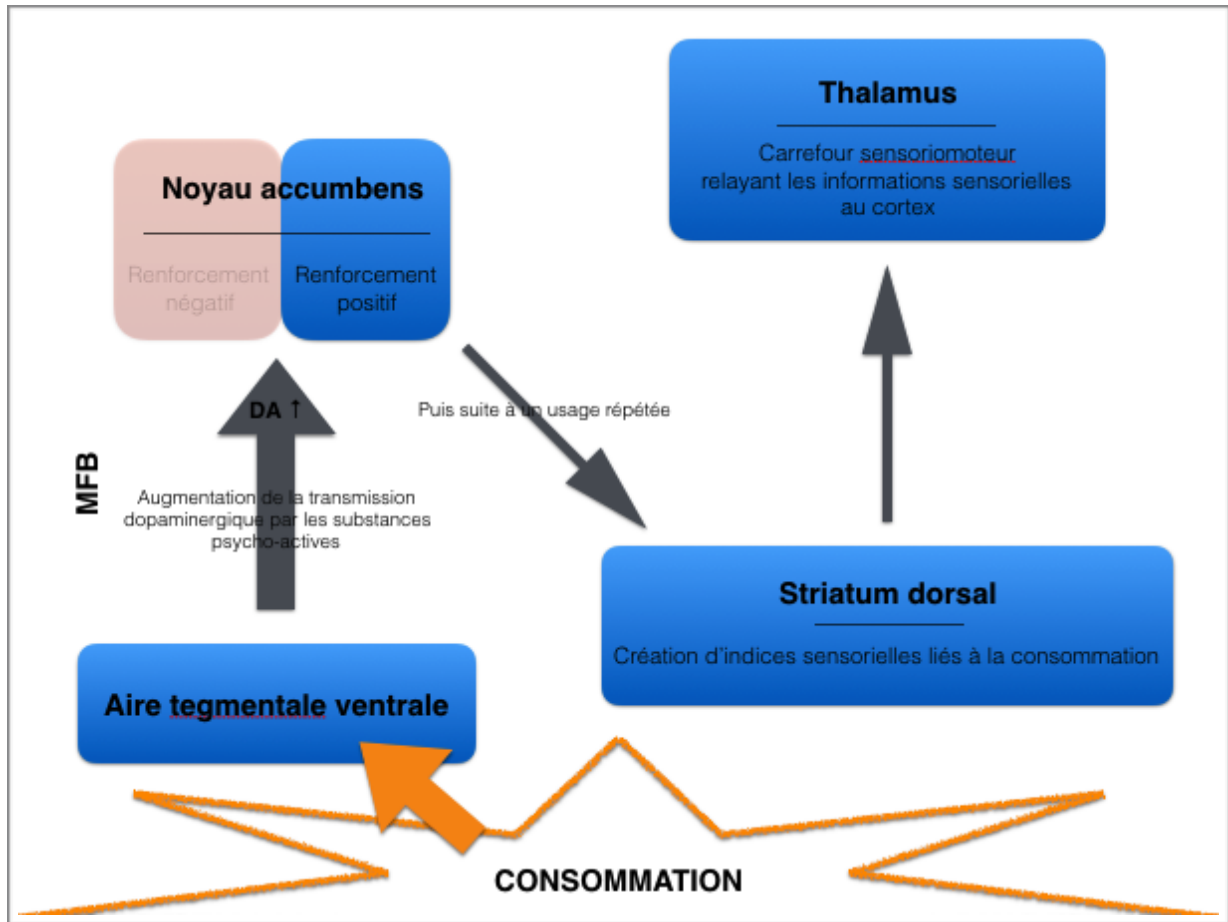 Thalamus
Carrefour sensoriomoteur
relayant les informations sensorielles
au cortex
Noyau accumbens
Renforcement
négatif
Renforcement
positif
DA ↑
Puis suite à un usage répétée
MFB
Augmentation de la transmission
dopaminergique par les substances
psycho-actives
Striatum dorsal
Création d'indices sensorielles liés à la consommation
Aire tegmentale ventrale
CONSOMMATION